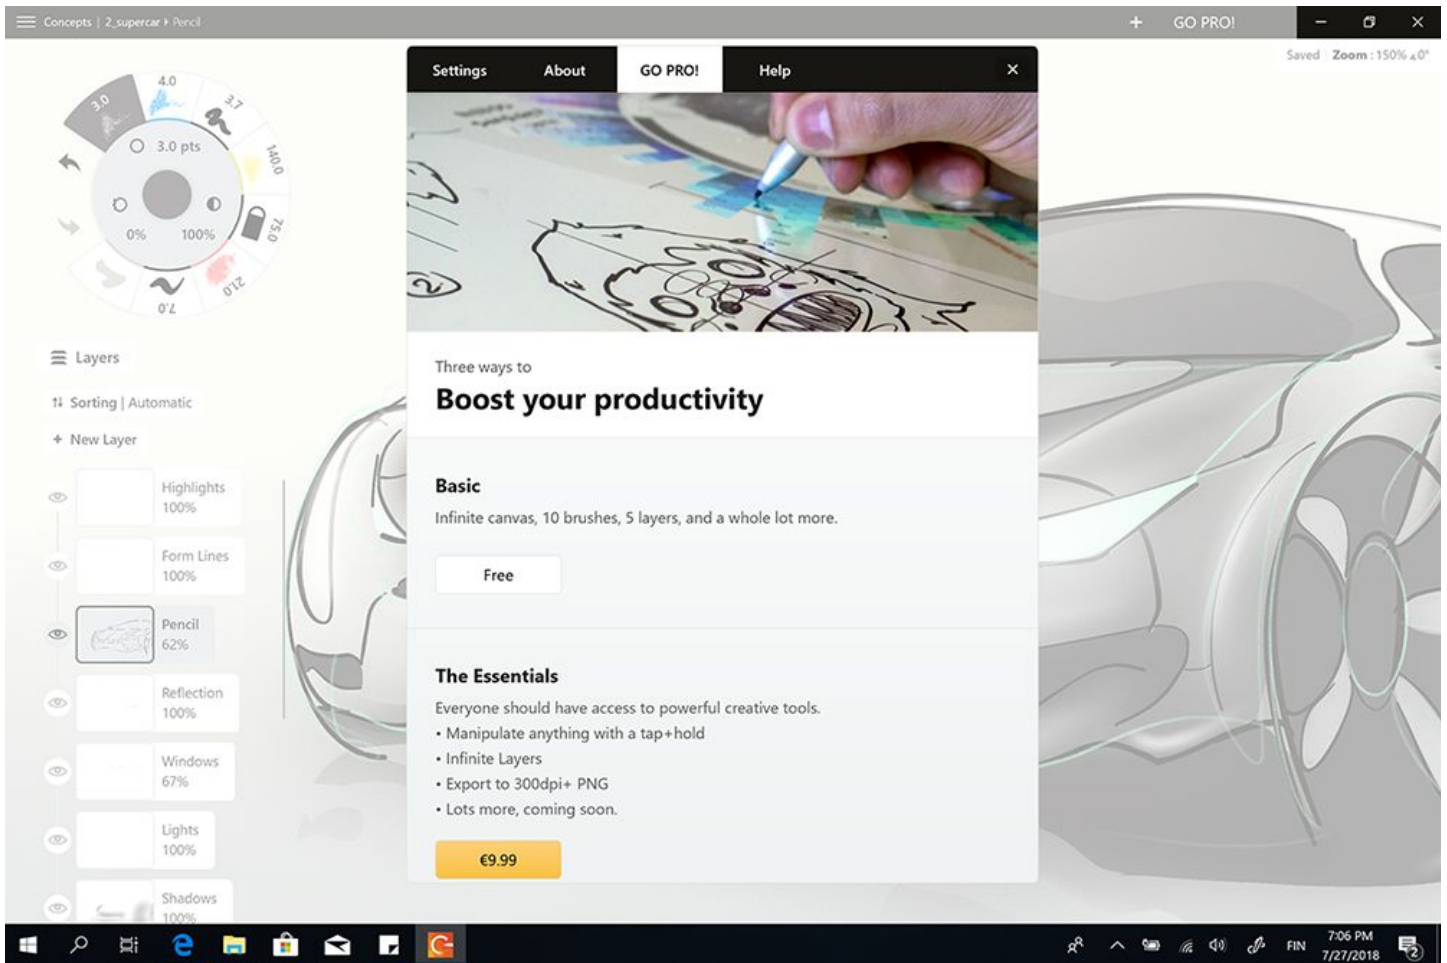 Concepts | 2_supercar ▸ Pencil
+ GO PRO!
Saved | Zoom : 150% ⦟0°
Settings About GO PRO! Help
3.0
4.0
3.7
140.0
75.0
21.0
7.0
3.0 pts
0% 100%
Layers
Sorting | Automatic
+ New Layer
Highlights
100%
Form Lines
100%
Pencil
62%
Reflection
100%
Windows
67%
Lights
100%
Shadows
100%
2
Three ways to
Boost your productivity
Basic
Infinite canvas, 10 brushes, 5 layers, and a whole lot more.
Free
The Essentials
Everyone should have access to powerful creative tools.
• Manipulate anything with a tap+hold
• Infinite Layers
• Export to 300dpi+ PNG
• Lots more, coming soon.
€9.99
FIN
7:06 PM
7/27/2018
2